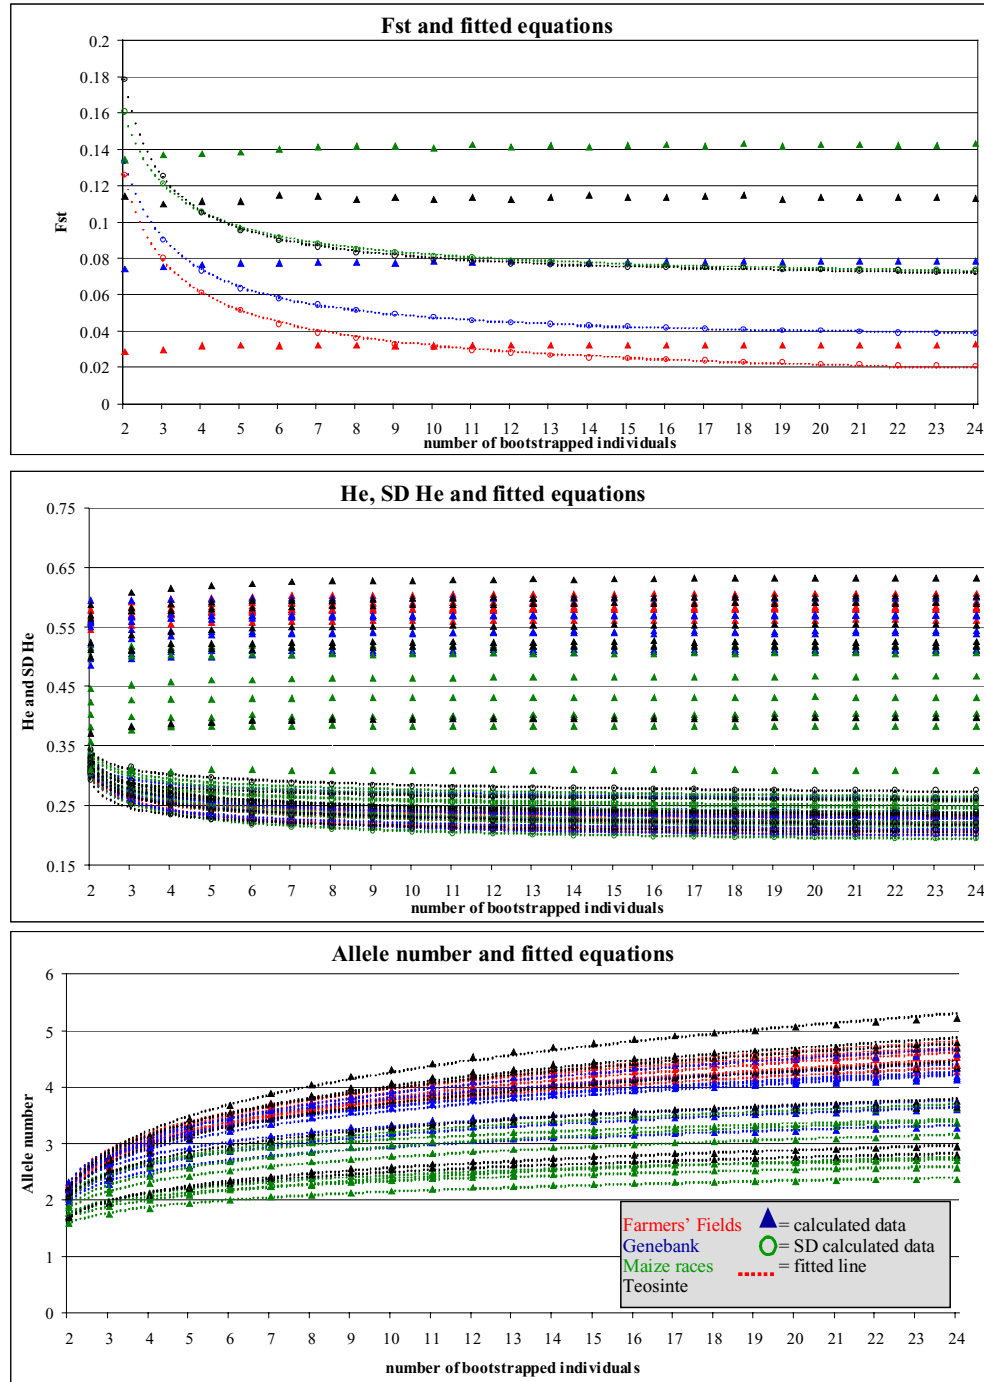 Fst and fitted equations
0.2
0.18
0.16
0.14
0.12
0.1
0.08
0.06
0.04
0.02
0
Fst
2 3 4 5 6 7 8 9 10 11 12 13 14 15 16 17 18 19 20 21 22 23 24
number of bootstrapped individuals
He, SD He and fitted equations
0.75
0.65
0.55
0.45
0.35
0.25
0.15
He and SD He
2 3 4 5 6 7 8 9 10 11 12 13 14 15 16 17 18 19 20 21 22 23 24
number of bootstrapped individuals
Allele number and fitted equations
6
5
4
3
2
1
0
Allele number
Farmers' Fields = calculated data
Genebank = SD calculated data
Maize races = fitted line
Teosinte
2 3 4 5 6 7 8 9 10 11 12 13 14 15 16 17 18 19 20 21 22 23 24
number of bootstrapped individuals